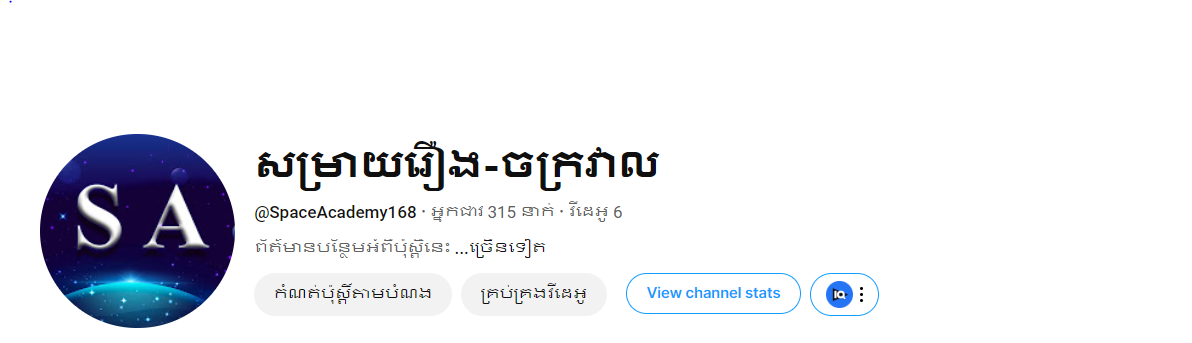 S A
សម្រាយរឿង-ចក្រវាល
@SpaceAcademy168 · អ្នកជាវ 315 នាក់ · វីដេអូ 6
ព័ត៌មានបន្ថែមអំពីប៉ុស្តិ៍នេះ ...ច្រើនទៀត
កំណត់ប៉ុស្តិ៍តាមបំណង គ្រប់គ្រងវីដេអូ View channel stats IQ